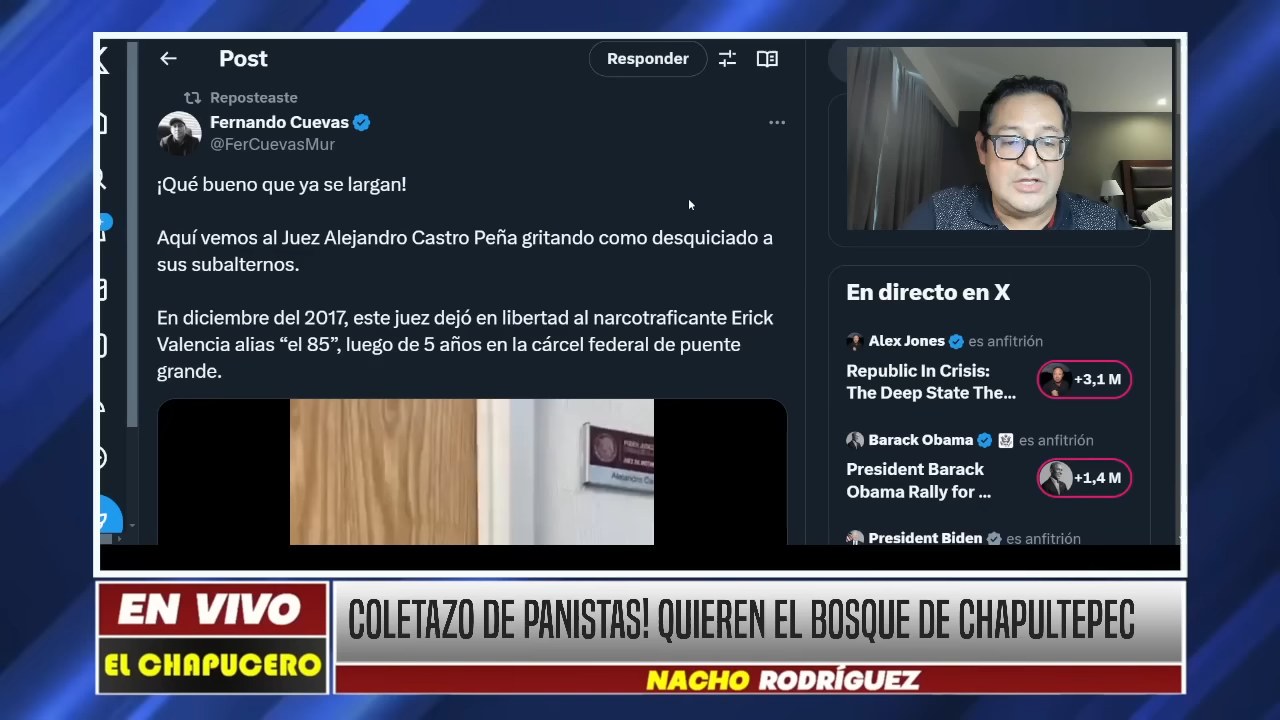 Post
Responder
Reposteaste
Fernando Cuevas
@FerCuevasMur
¡Qué bueno que ya se largan!
Aquí vemos al Juez Alejandro Castro Peña gritando como desquiciado a
sus subalternos.
En diciembre del 2017, este juez dejó en libertad al narcotraficante Erick
Valencia alias “el 85”, luego de 5 años en la cárcel federal de puente
grande.
En directo en X
Alex Jones es anfitrión
Republic In Crisis:
The Deep State The...
+3,1 M
Barack Obama es anfitrión
President Barack
Obama Rally for ...
+1,4 M
President Biden es anfitrión
EN VIVO
EL CHAPUCERO
COLETAZO DE PANISTAS! QUIEREN EL BOSQUE DE CHAPULTEPEC
NACHO RODRÍGUEZ